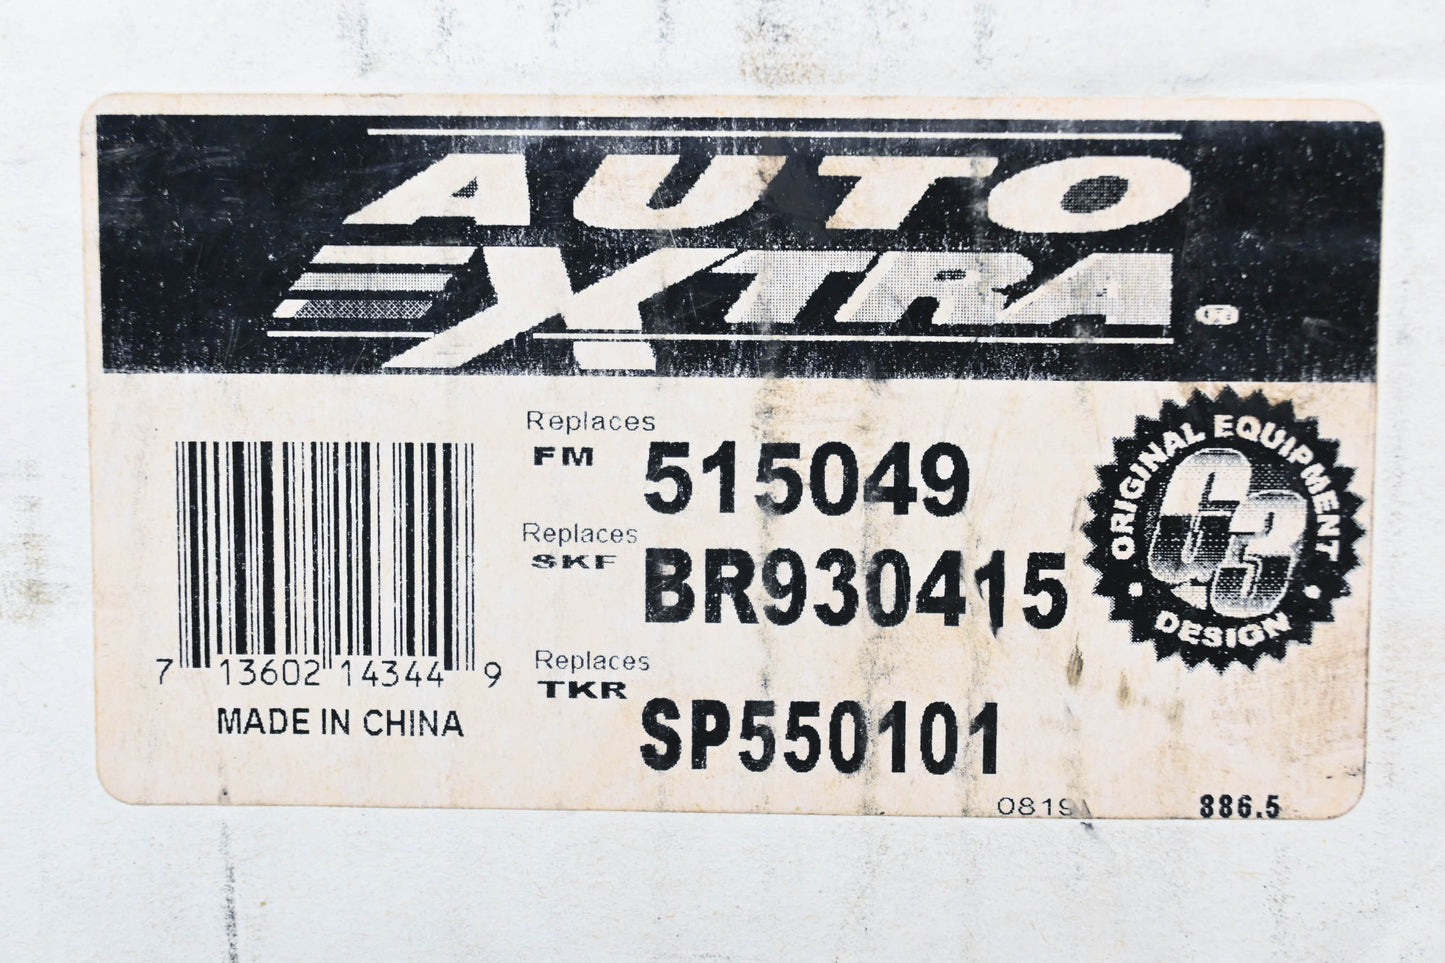 AUTO
XTRA
Replaces
FM 515049
Replaces
SKF BR930415
Replaces
TKR SP550101
ORIGINAL EQUIPMENT
DESIGN
7 13602 14344 9
MADE IN CHINA
0819
886.5